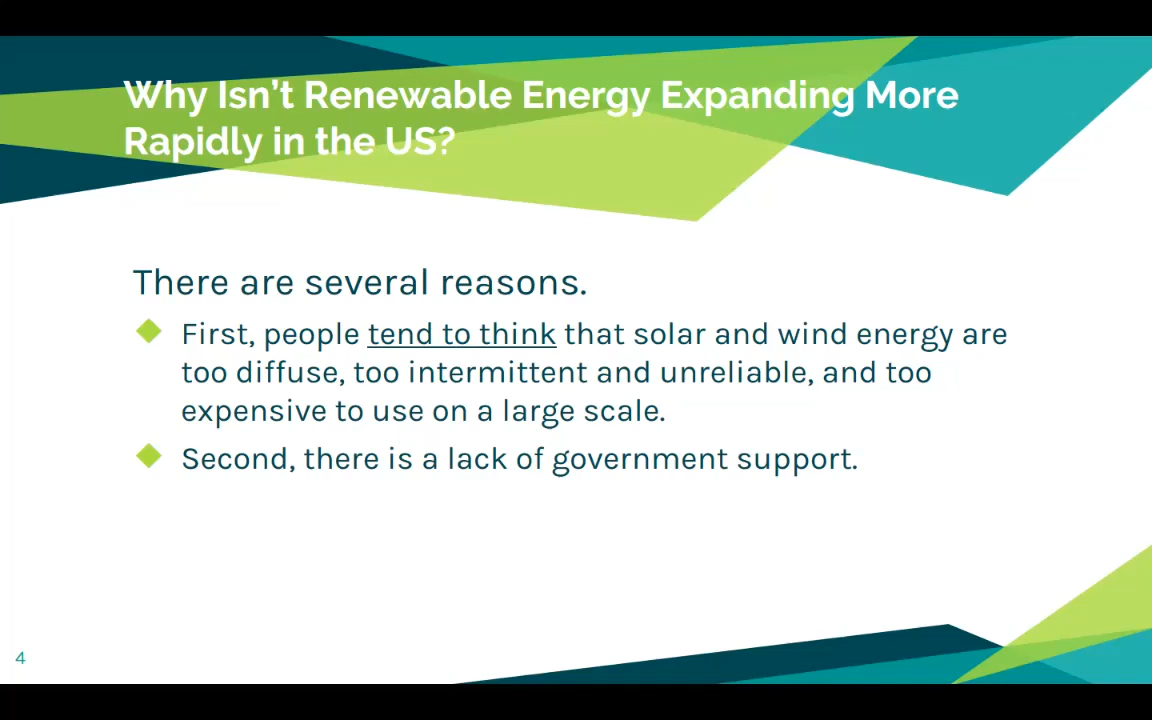 Why Isn't Renewable Energy Expanding More
Rapidly in the US?
There are several reasons.
First, people tend to think that solar and wind energy are
too diffuse, too intermittent and unreliable, and too
expensive to use on a large scale.
Second, there is a lack of government support.
4